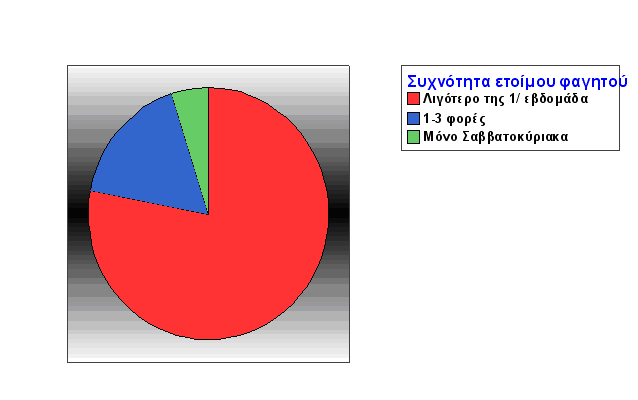 Συχνότητα ετοίμου φαγητού
Λιγότερο της 1/ εβδομάδα
1-3 φορές
Μόνο Σαββατοκύριακα